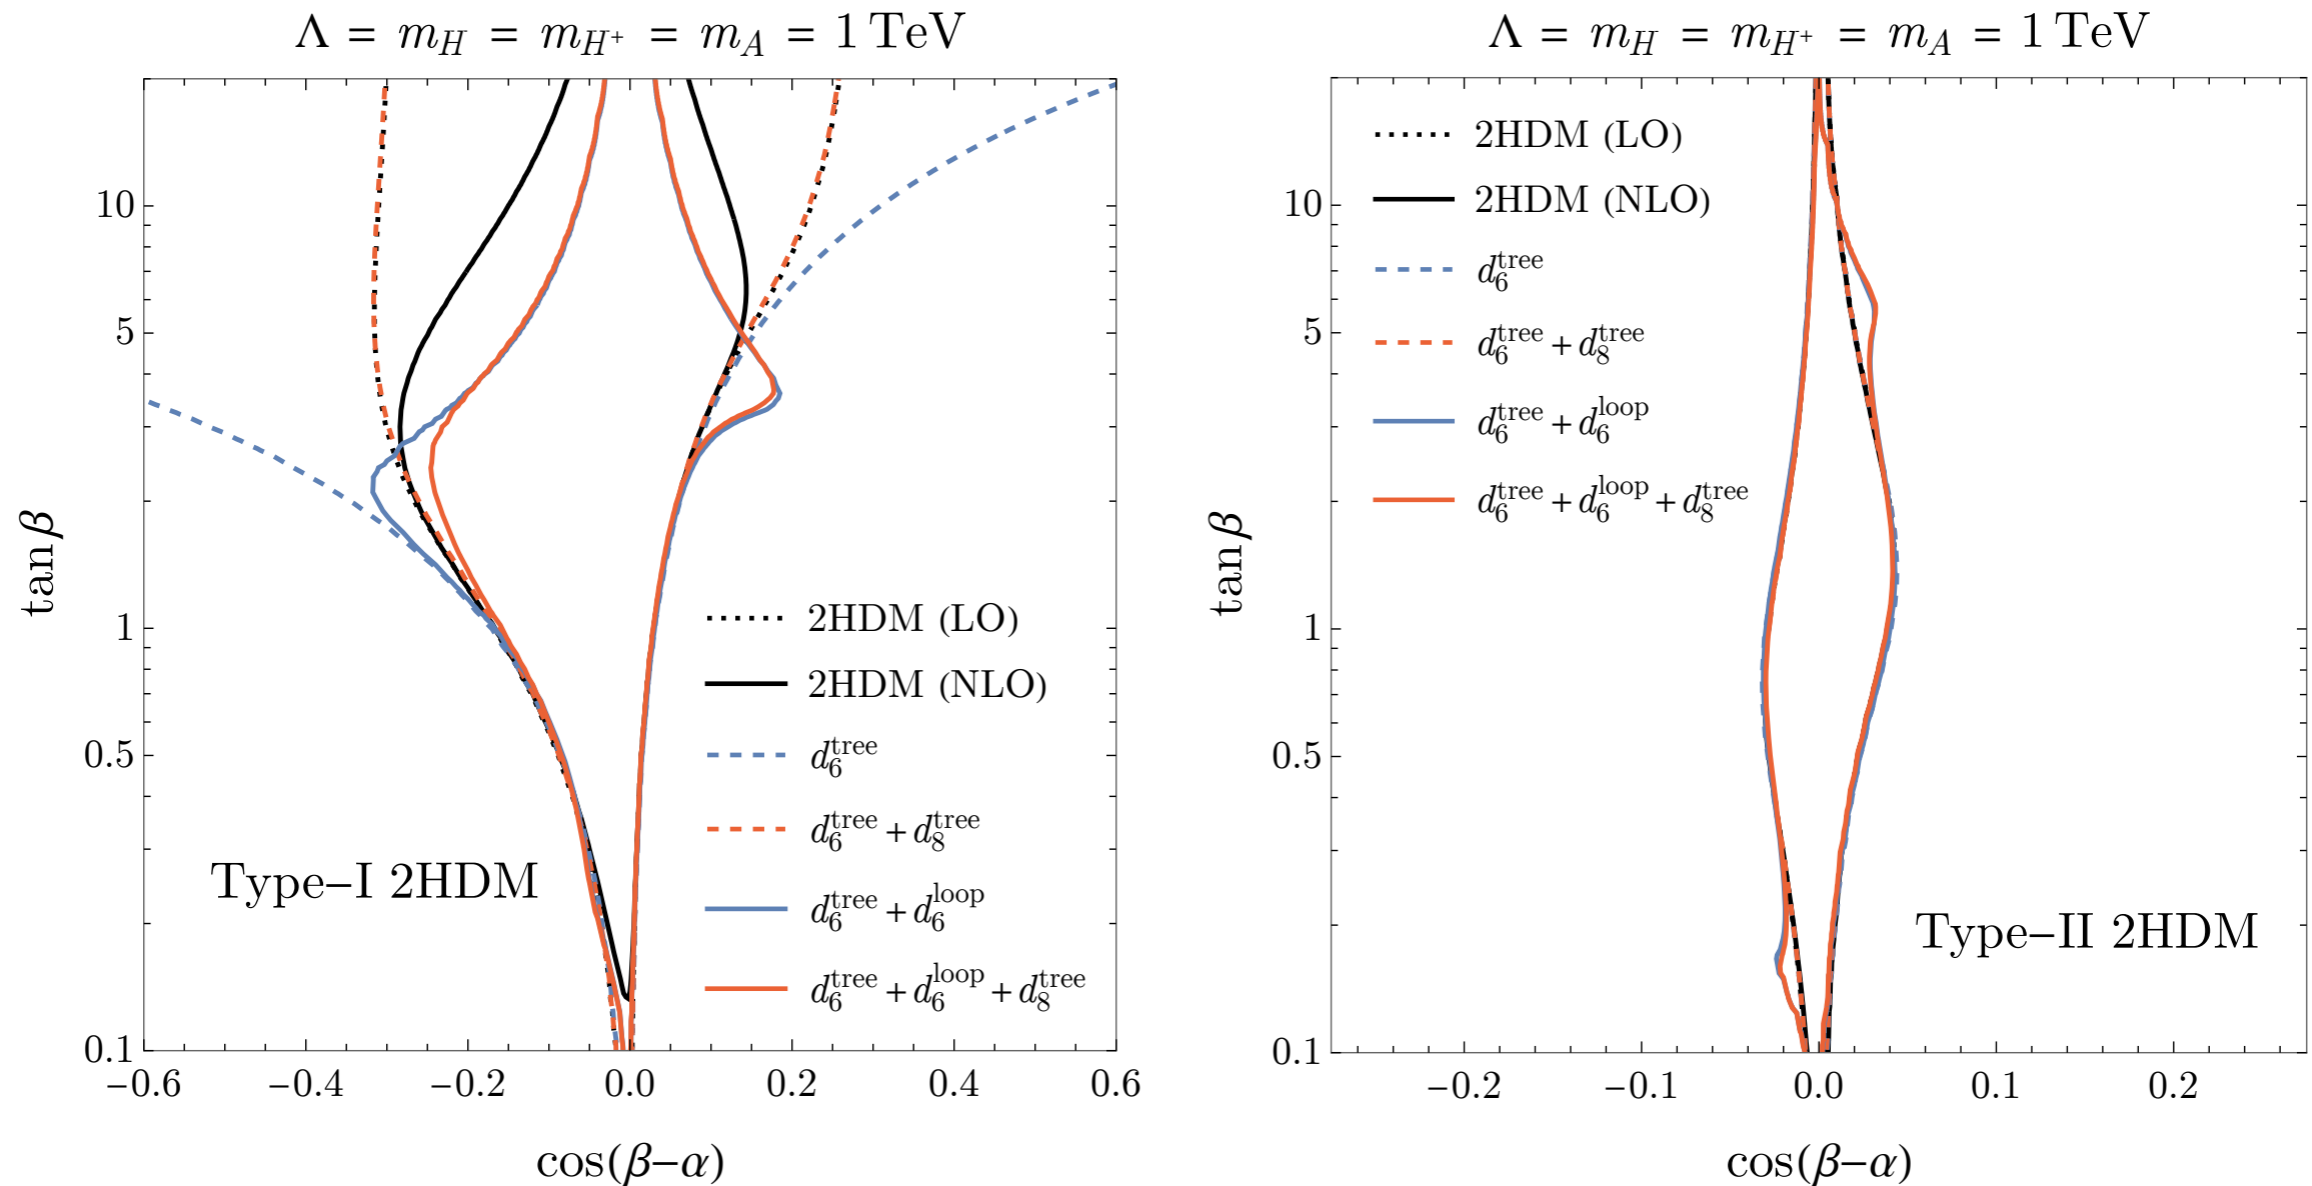 Λ = m_H = m_{H^+} = m_A = 1 TeV
10
5
1
0.5
0.1
tan β
−0.6 −0.4 −0.2 0.0 0.2 0.4 0.6
cos(β−α)
2HDM (LO)
2HDM (NLO)
d_6^{tree}
d_6^{tree} + d_8^{tree}
d_6^{tree} + d_6^{loop}
d_6^{tree} + d_6^{loop} + d_8^{tree}
Type−I 2HDM
Λ = m_H = m_{H^+} = m_A = 1 TeV
2HDM (LO)
2HDM (NLO)
d_6^{tree}
d_6^{tree} + d_8^{tree}
d_6^{tree} + d_6^{loop}
d_6^{tree} + d_6^{loop} + d_8^{tree}
10
5
1
0.5
0.1
tan β
Type−II 2HDM
−0.2 −0.1 0.0 0.1 0.2
cos(β−α)